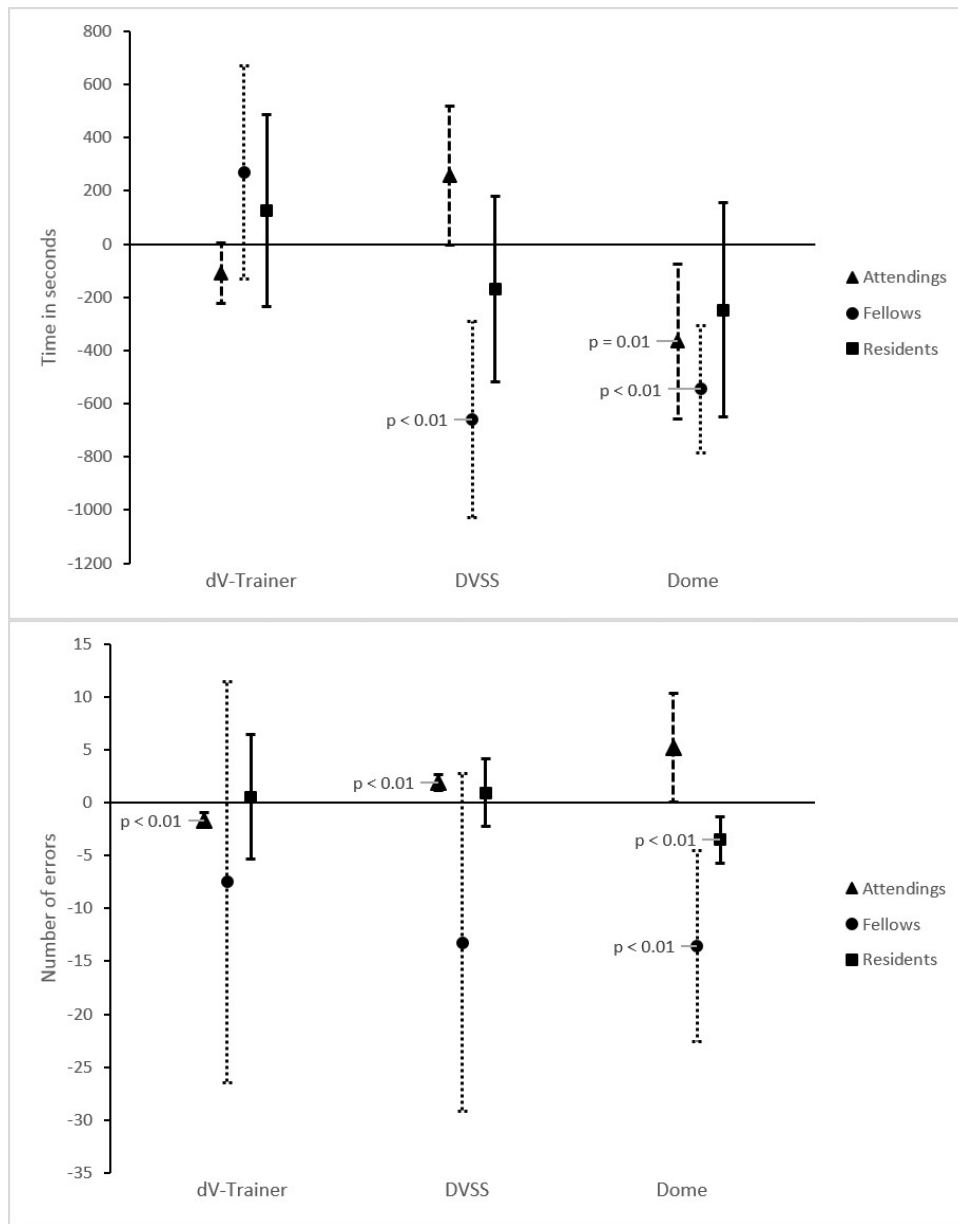 800
600
400
200
0
-200
-400
-600
-800
-1000
-1200
Time in seconds
p < 0.01
p = 0.01
p < 0.01
dV-Trainer DVSS Dome
Attendings
Fellows
Residents
15
10
5
0
-5
-10
-15
-20
-25
-30
-35
Number of errors
p < 0.01
p < 0.01
p < 0.01
p < 0.01
dV-Trainer DVSS Dome
Attendings
Fellows
Residents